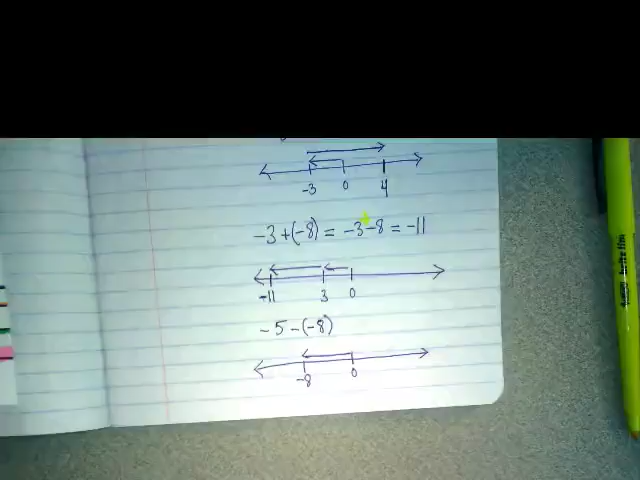 -3 0 4
-3+(-8) = -3-8 = -11
-11 3 0
-5-(-8)
-8 0